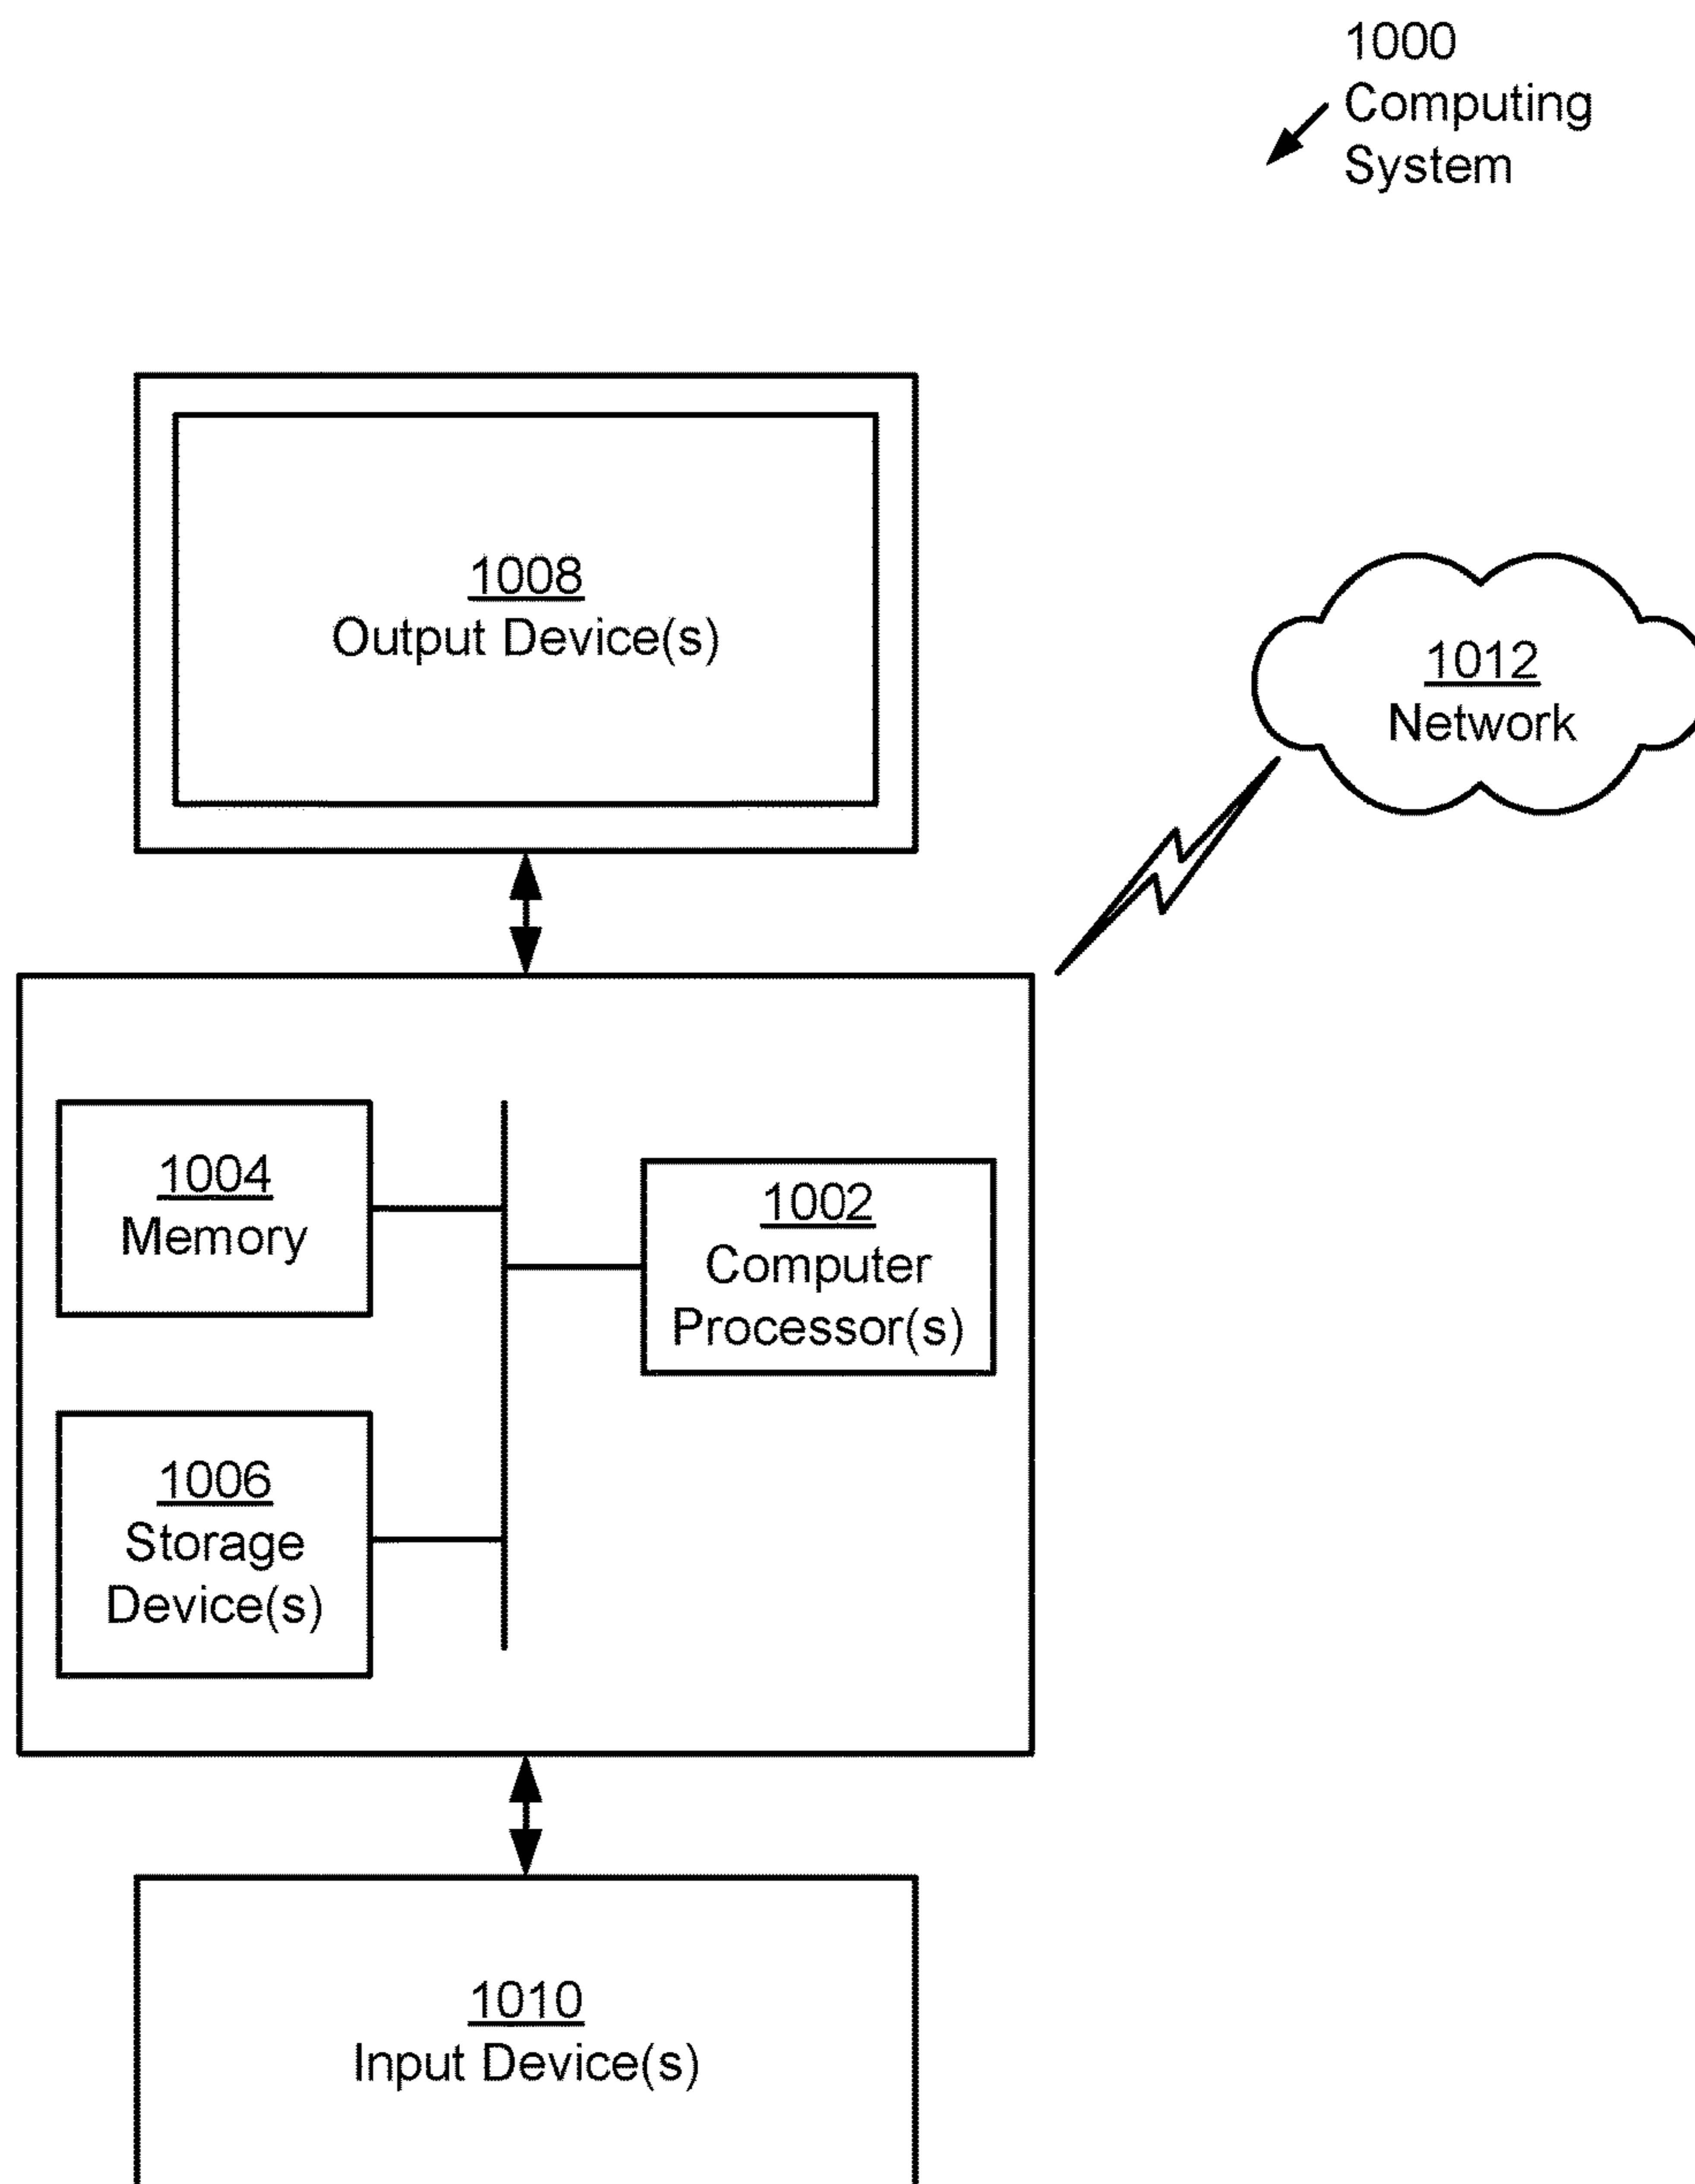 1000
Computing
System
1008
Output Device(s)
1012
Network
1004
Memory
1002
Computer
Processor(s)
1006
Storage
Device(s)
1010
Input Device(s)